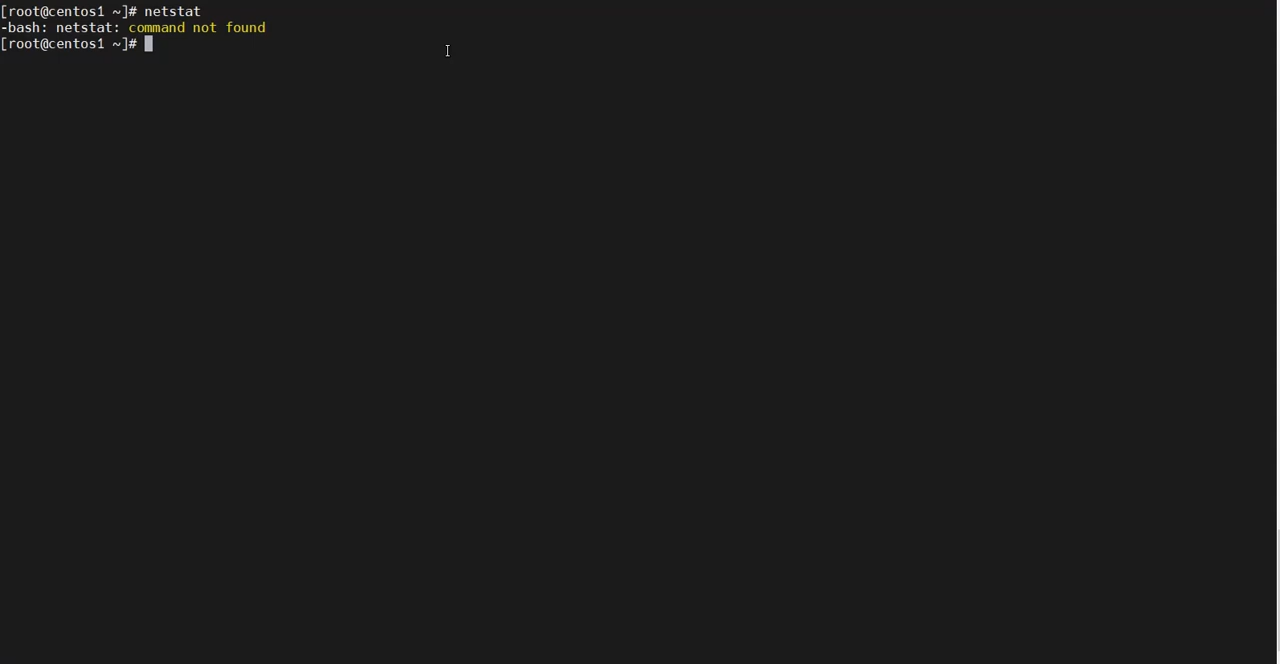 [root@centos1 ~]# netstat
-bash: netstat: command not found
[root@centos1 ~]#